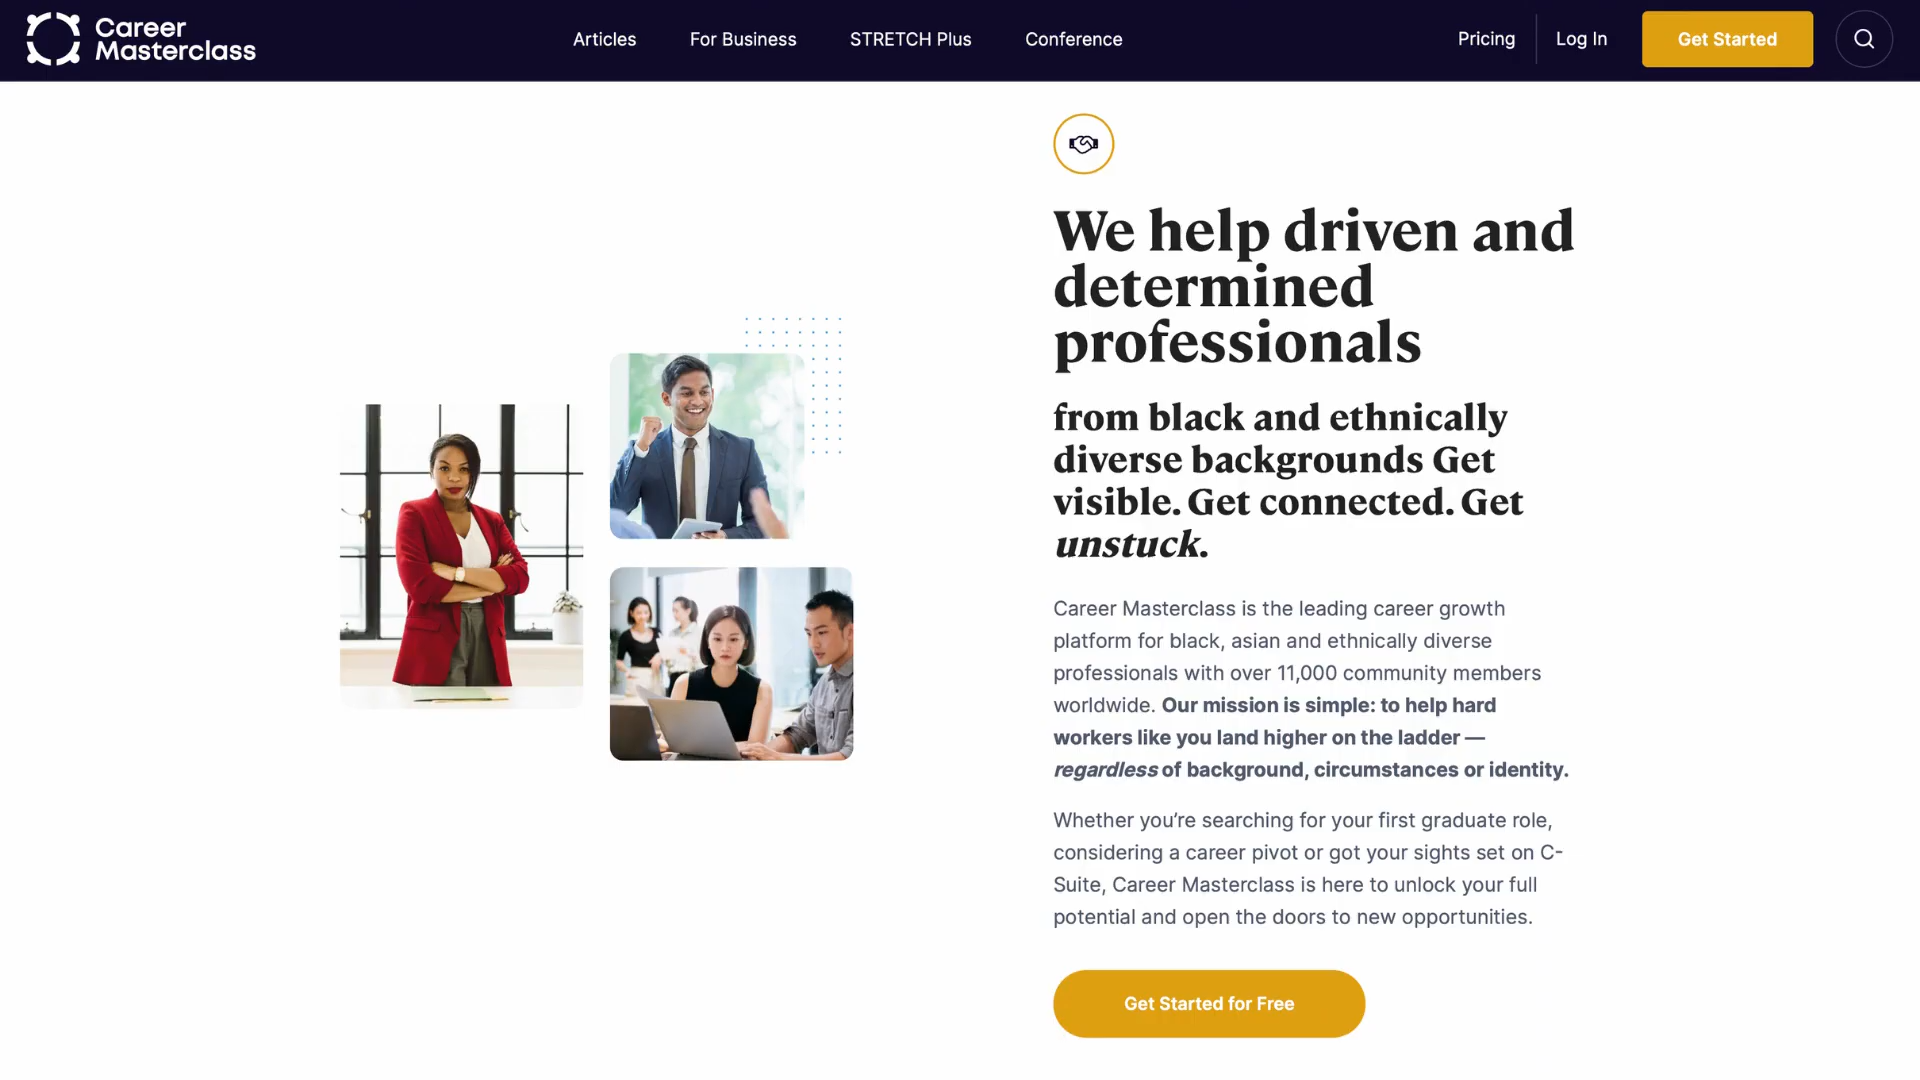 Career
Masterclass
Articles
For Business
STRETCH Plus
Conference
Pricing
Log In
Get Started
We help driven and
determined
professionals
from black and ethnically
diverse backgrounds Get
visible. Get connected. Get
unstuck.
Career Masterclass is the leading career growth
platform for black, asian and ethnically diverse
professionals with over 11,000 community members
worldwide. Our mission is simple: to help hard
workers like you land higher on the ladder —
regardless of background, circumstances or identity.
Whether you’re searching for your first graduate role,
considering a career pivot or got your sights set on C-
Suite, Career Masterclass is here to unlock your full
potential and open the doors to new opportunities.
Get Started for Free